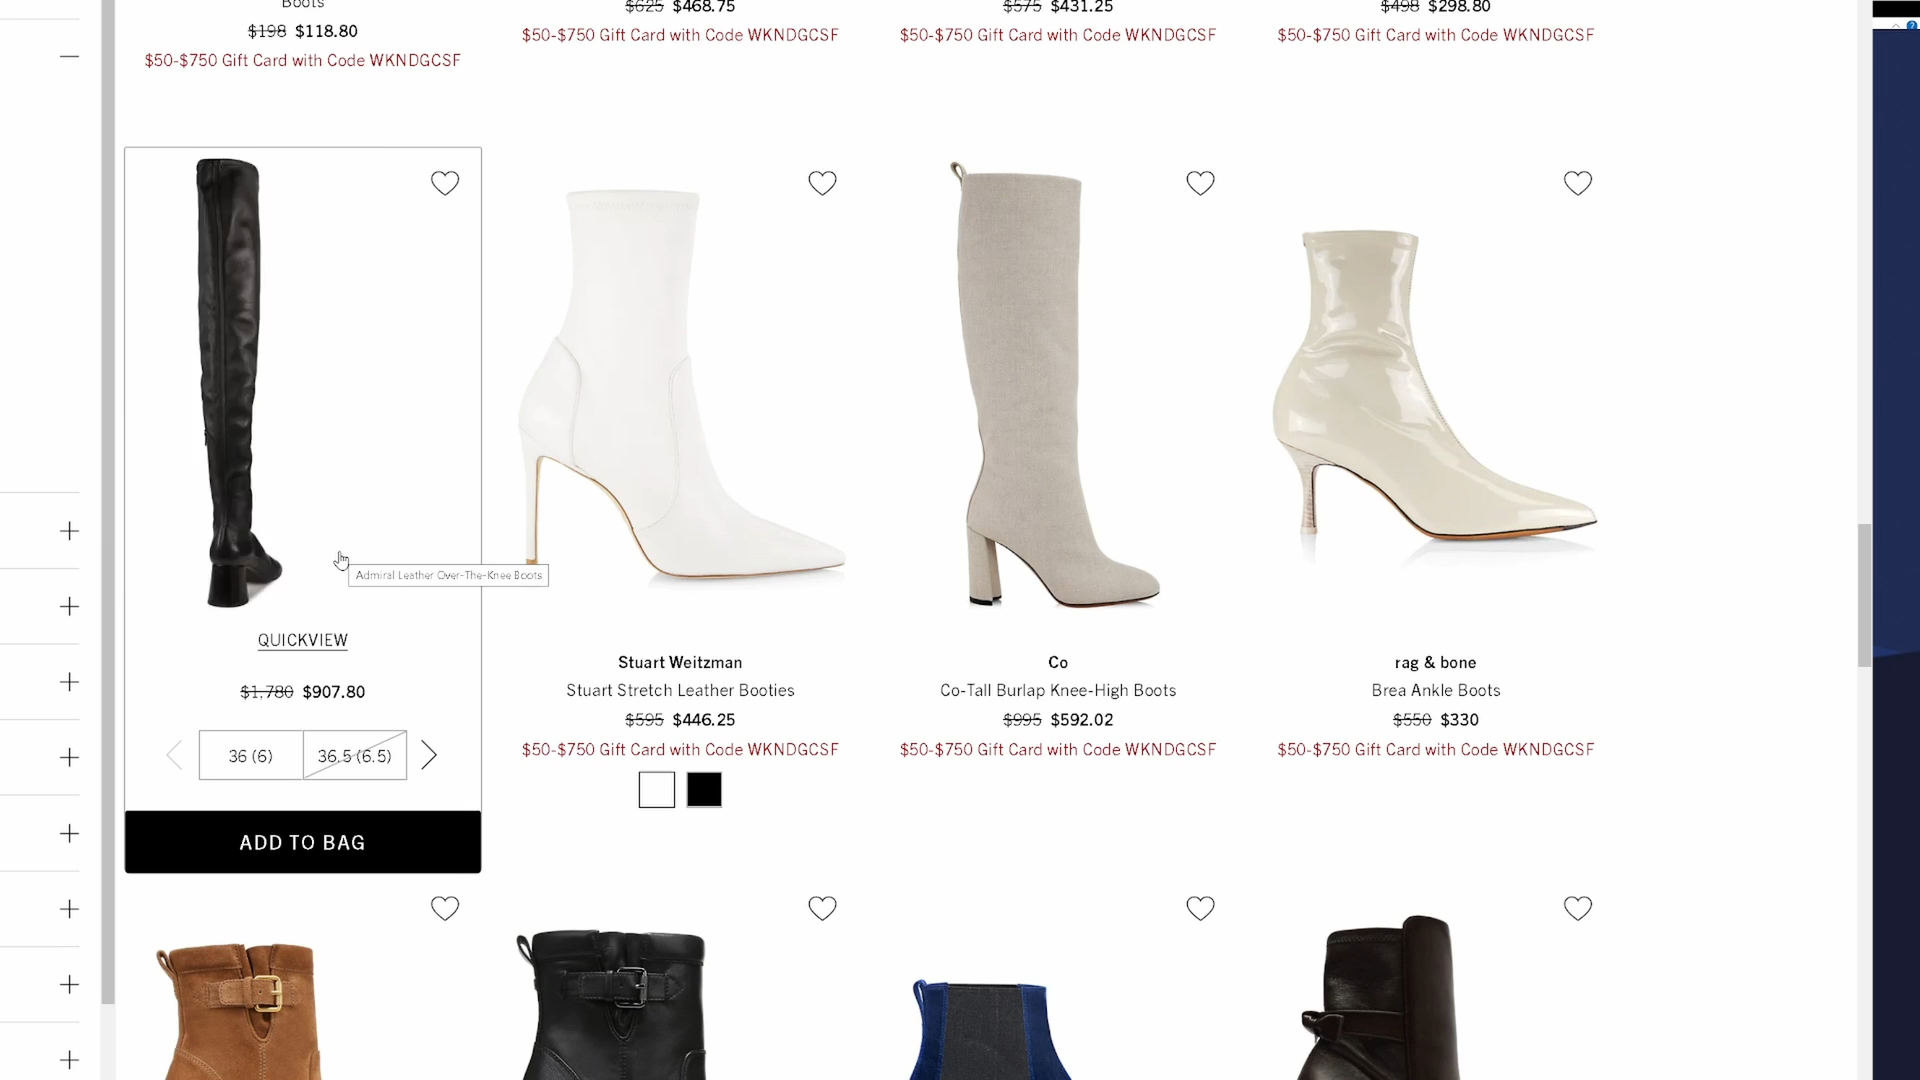 Boots
$198 $118.80
$50-$750 Gift Card with Code WKNDGCSF
$625 $468.75
$50-$750 Gift Card with Code WKNDGCSF
$575 $431.25
$50-$750 Gift Card with Code WKNDGCSF
$498 $298.80
$50-$750 Gift Card with Code WKNDGCSF
Admiral Leather Over-The-Knee Boots
QUICKVIEW
$1,780 $907.80
36 (6)
36.5 (6.5)
ADD TO BAG
Stuart Weitzman
Stuart Stretch Leather Booties
$595 $446.25
$50-$750 Gift Card with Code WKNDGCSF
Co
Co-Tall Burlap Knee-High Boots
$995 $592.02
$50-$750 Gift Card with Code WKNDGCSF
rag & bone
Brea Ankle Boots
$550 $330
$50-$750 Gift Card with Code WKNDGCSF